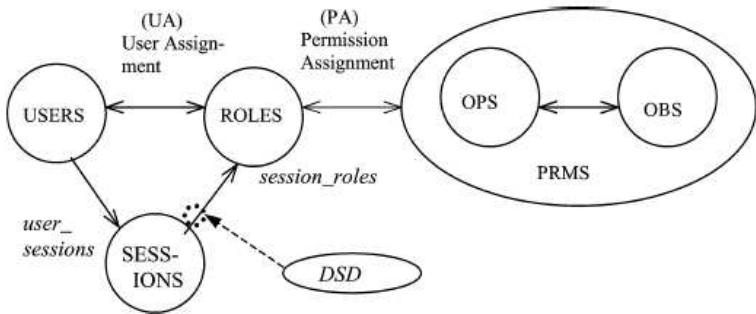 (UA)
User Assign-
ment
(PA)
Permission
Assignment
USERS
ROLES
OPS
OBS
PRMS
session_roles
user_
sessions
SESS-
IONS
DSD